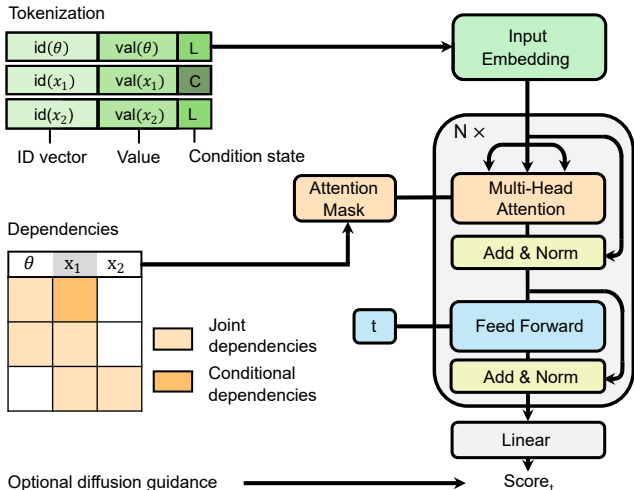 Tokenization
id(θ) val(θ) L
id(x₁) val(x₁) C
id(x₂) val(x₂) L
ID vector Value Condition state
Input
Embedding
N ×
Attention
Mask
Multi-Head
Attention
Add & Norm
Dependencies
θ x₁ x₂
Joint
dependencies
Conditional
dependencies
t
Feed Forward
Add & Norm
Linear
Optional diffusion guidance
Scoreₜ